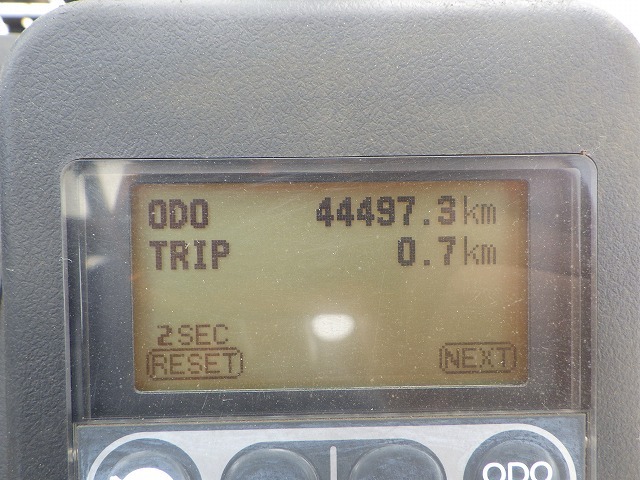 ODO 44497.3km
TRIP 0.7km
2SEC
RESET NEXT
ODO